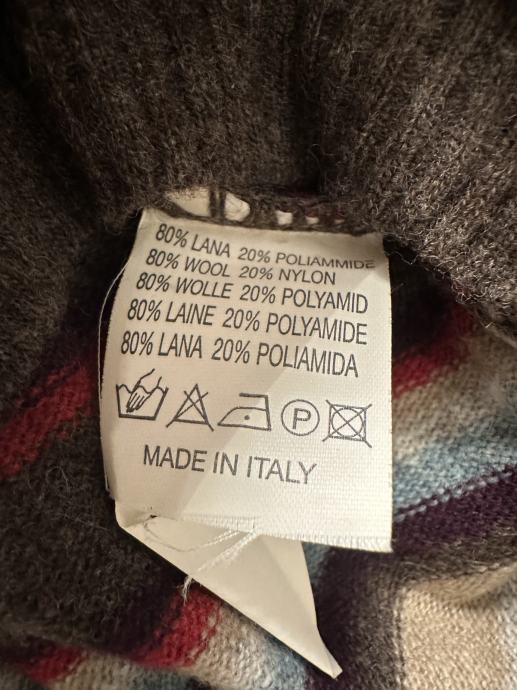 80% LANA 20% POLIAMMIDE
80% WOOL 20% NYLON
80% WOLLE 20% POLYAMID
80% LAINE 20% POLYAMIDE
80% LANA 20% POLIAMIDA
P
MADE IN ITALY